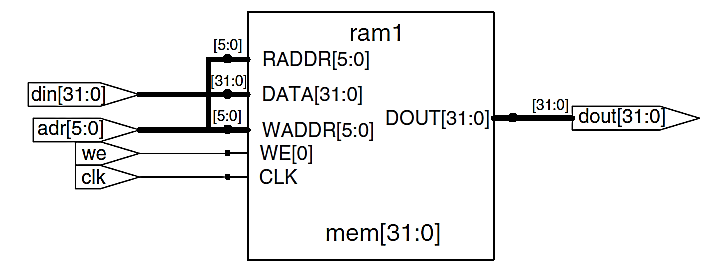 ram1
[5:0]
RADDR[5:0]
[31:0]
din[31:0]
DATA[31:0]
[5:0]
adr[5:0]
WADDR[5:0]
DOUT[31:0]
[31:0]
dout[31:0]
we
WE[0]
clk
CLK
mem[31:0]